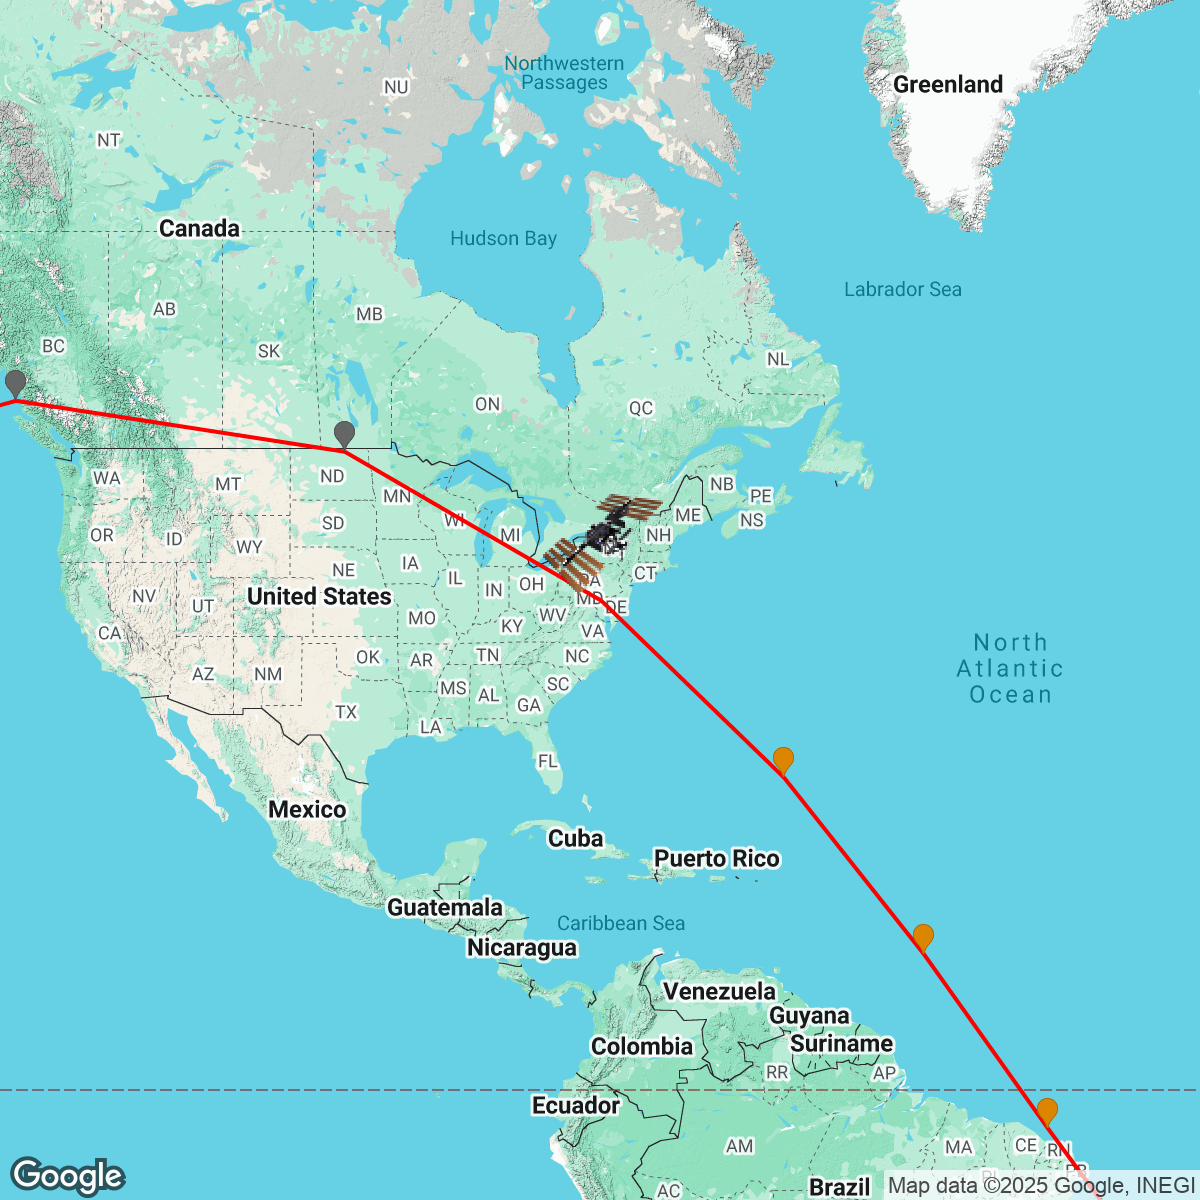 Northwestern
Passages
Greenland
NU
NT
Canada
Hudson Bay
Labrador Sea
AB
MB
BC
SK
NL
ON
QC
WA
MT
ND
MN
NB
PE
NS
ME
OR
ID
SD
WI
MI
NH
WY
IA
NE
IL
IN
OH
PA
CT
NV
UT
United States
MO
KY
WV
MD
DE
VA
CA
AZ
NM
OK
AR
TN
NC
MS
AL
SC
GA
TX
LA
FL
North
Atlantic
Ocean
Mexico
Cuba
Puerto Rico
Guatemala
Caribbean Sea
Nicaragua
Venezuela
Guyana
Suriname
Colombia
RR
AP
Ecuador
AM
MA
CE
RN
PB
PI
AC
Brazil
Google
Map data ©2025 Google, INEGI